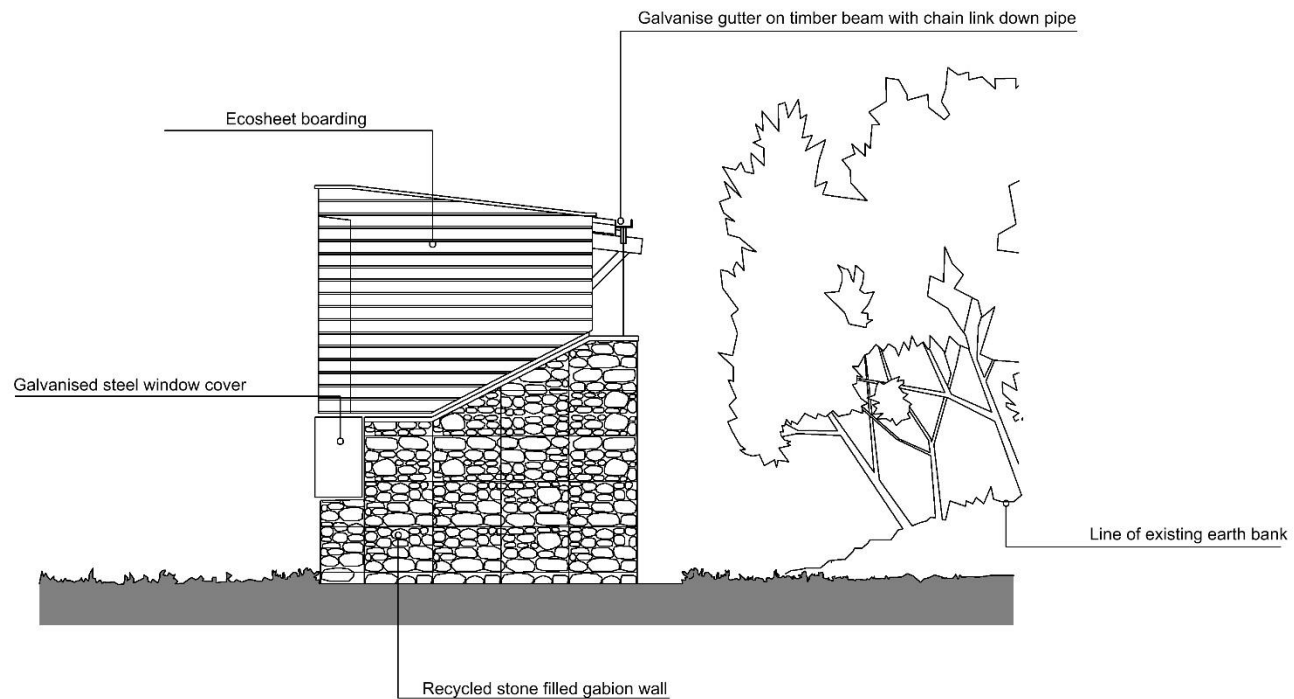 Galvanise gutter on timber beam with chain link down pipe
Ecosheet boarding
Galvanised steel window cover
Line of existing earth bank
Recycled stone filled gabion wall